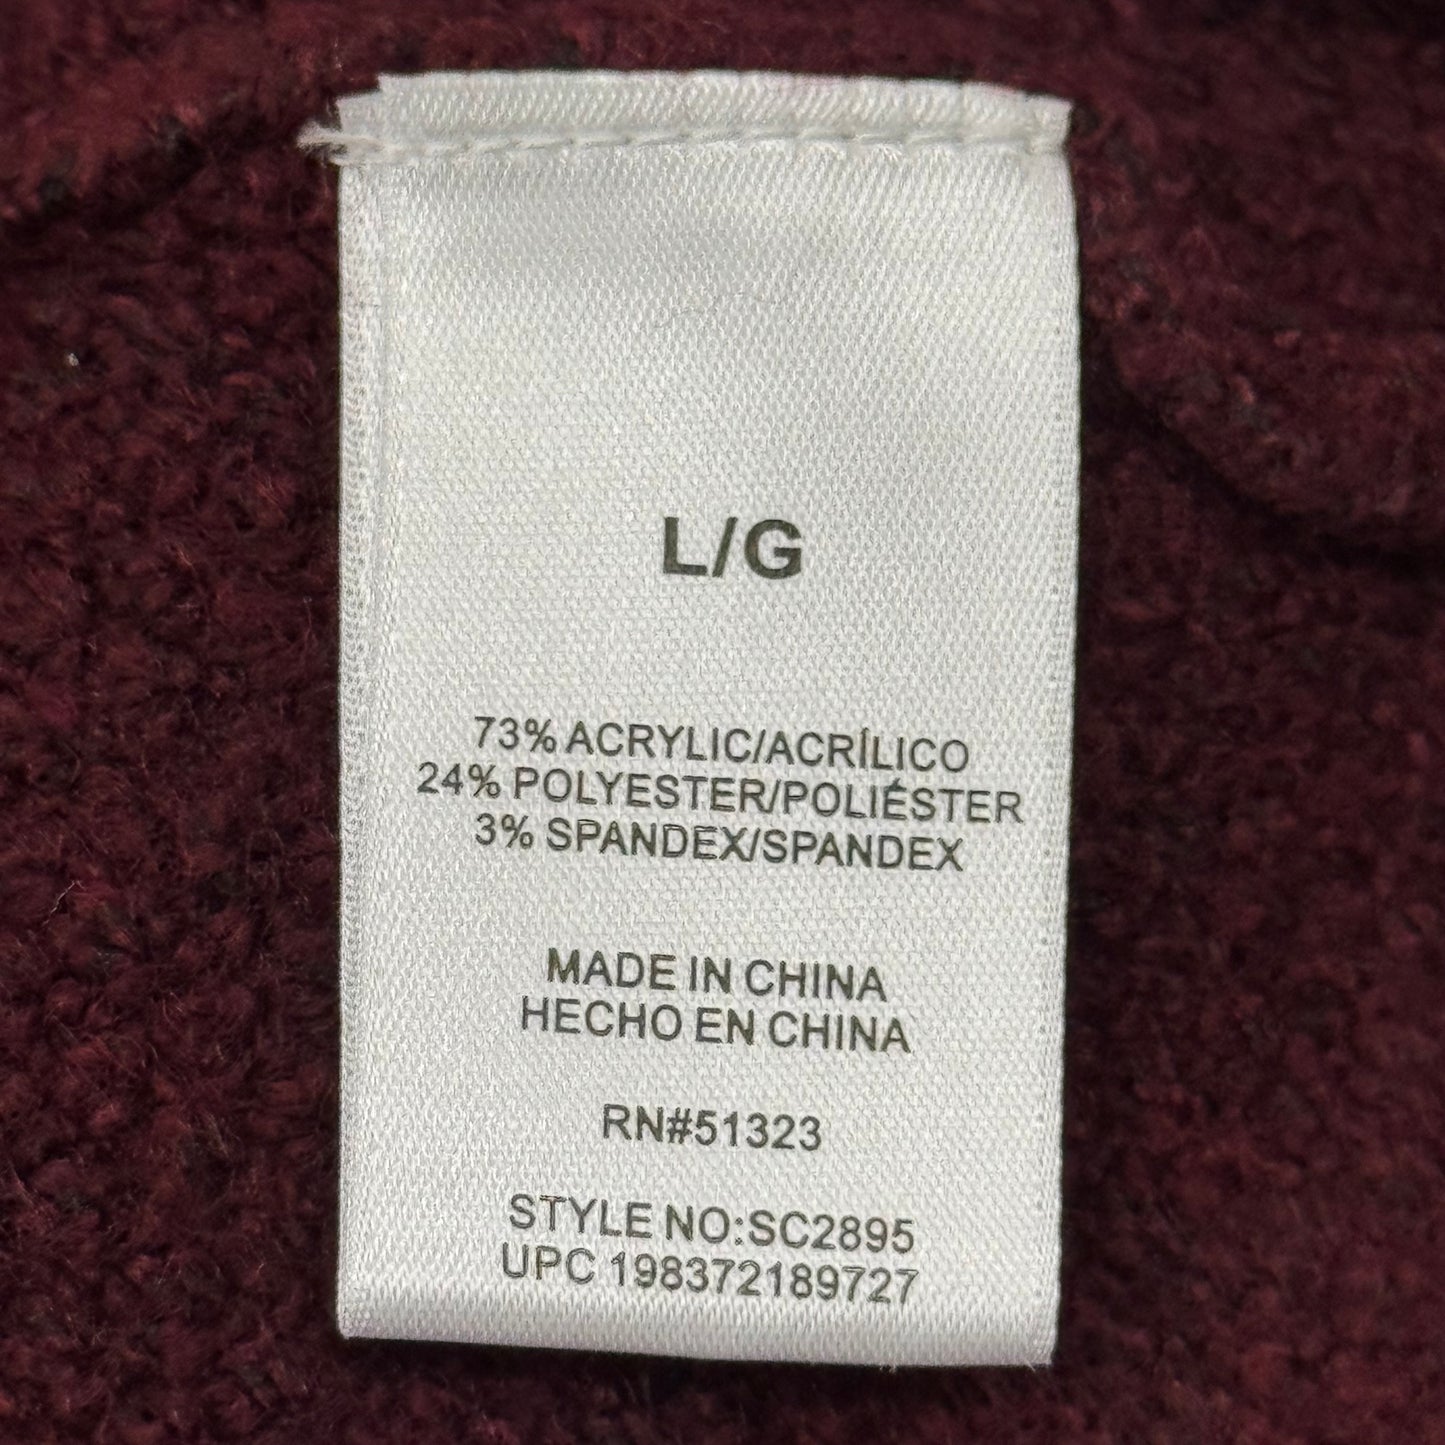 L/G
73% ACRYLIC/ACRÍLICO
24% POLYESTER/POLIÉSTER
3% SPANDEX/SPANDEX
MADE IN CHINA
HECHO EN CHINA
RN#51323
STYLE NO:SC2895
UPC 198372189727